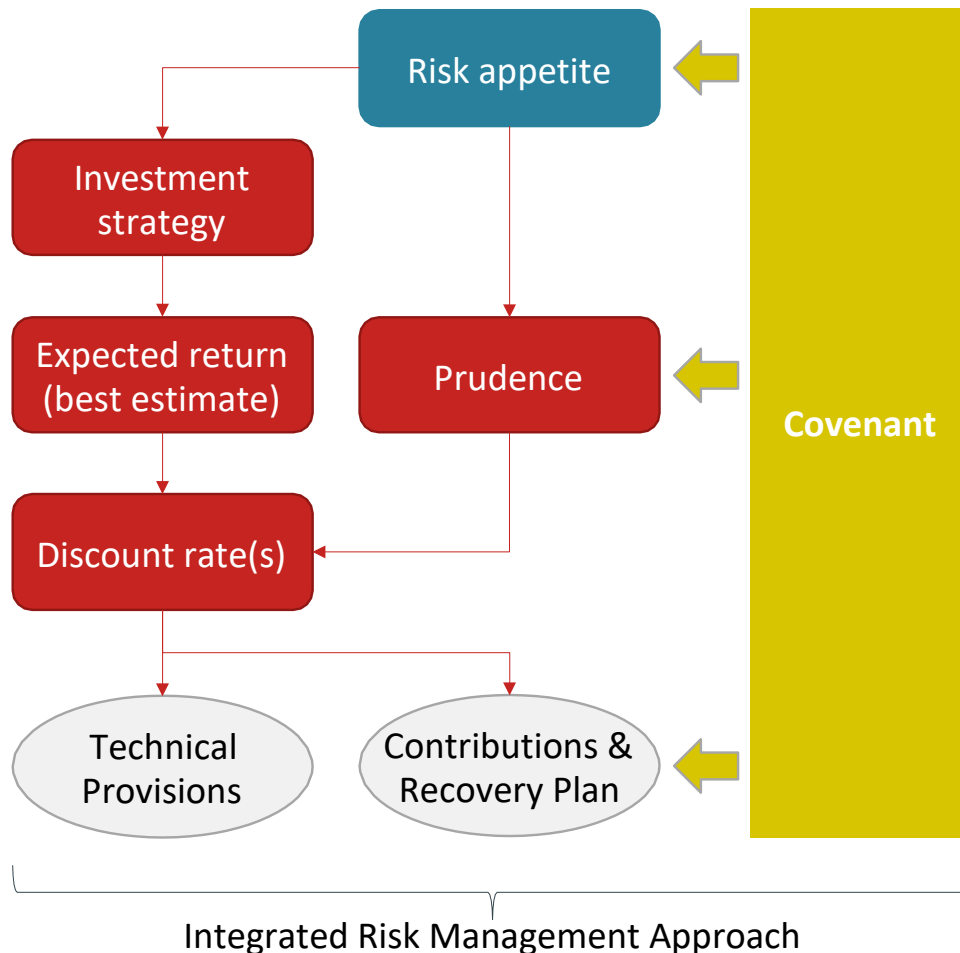 Risk appetite
Investment
strategy
Expected return
(best estimate)
Prudence
Covenant
Discount rate(s)
Technical
Provisions
Contributions &
Recovery Plan
Integrated Risk Management Approach